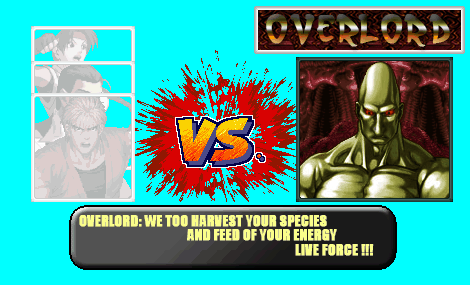 OVERLORD
VS.
OVERLORD: WE TOO HARVEST YOUR SPECIES
AND FEED OF YOUR ENERGY
LIVE FORCE !!!